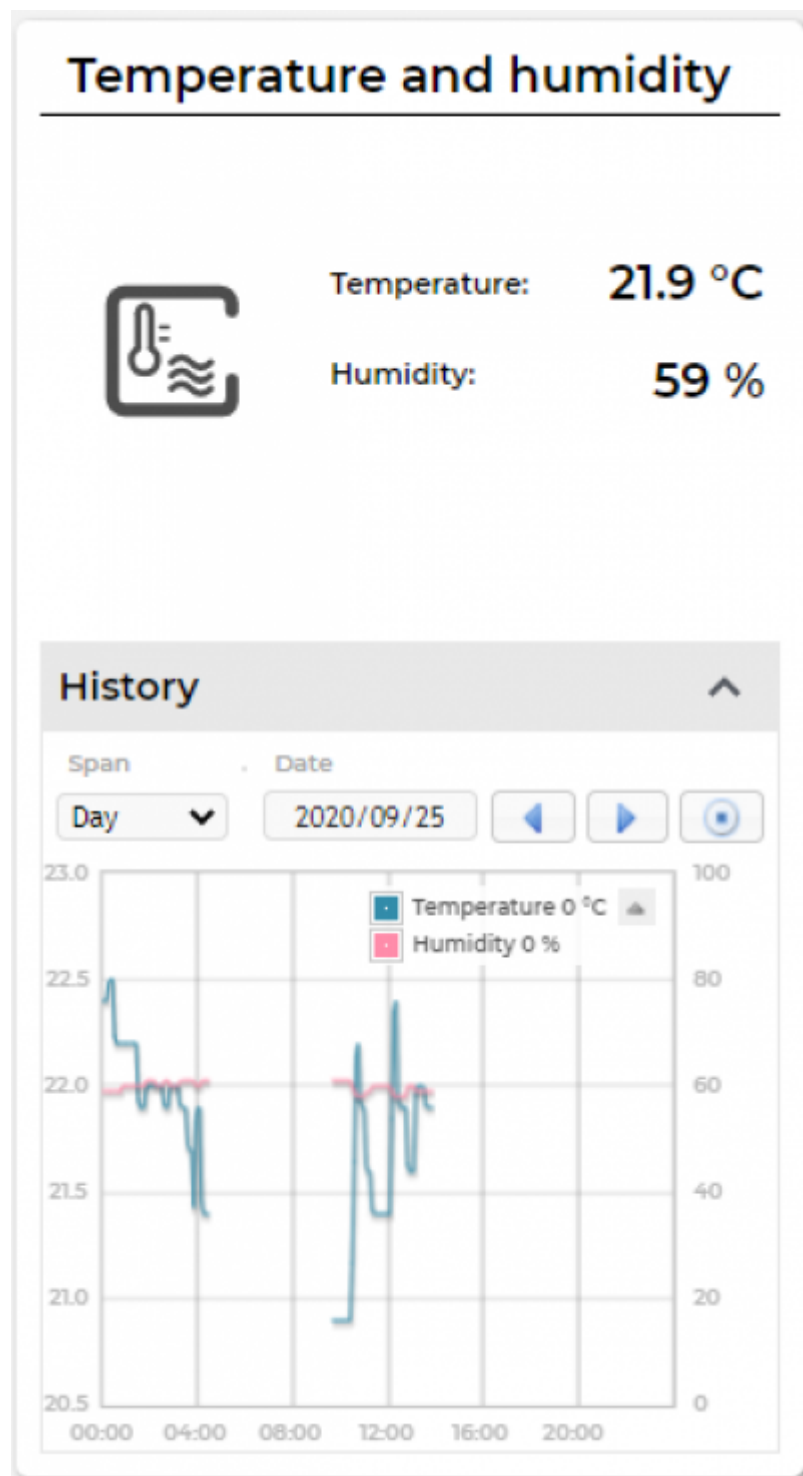 Temperature and humidity
Temperature: 21.9 °C
Humidity: 59 %
History
Span . Date
Day 2020/09/25
23.0 100
Temperature 0 °C
Humidity 0 %
22.5 80
22.0 60
21.5 40
21.0 20
20.5 0
00:00 04:00 08:00 12:00 16:00 20:00